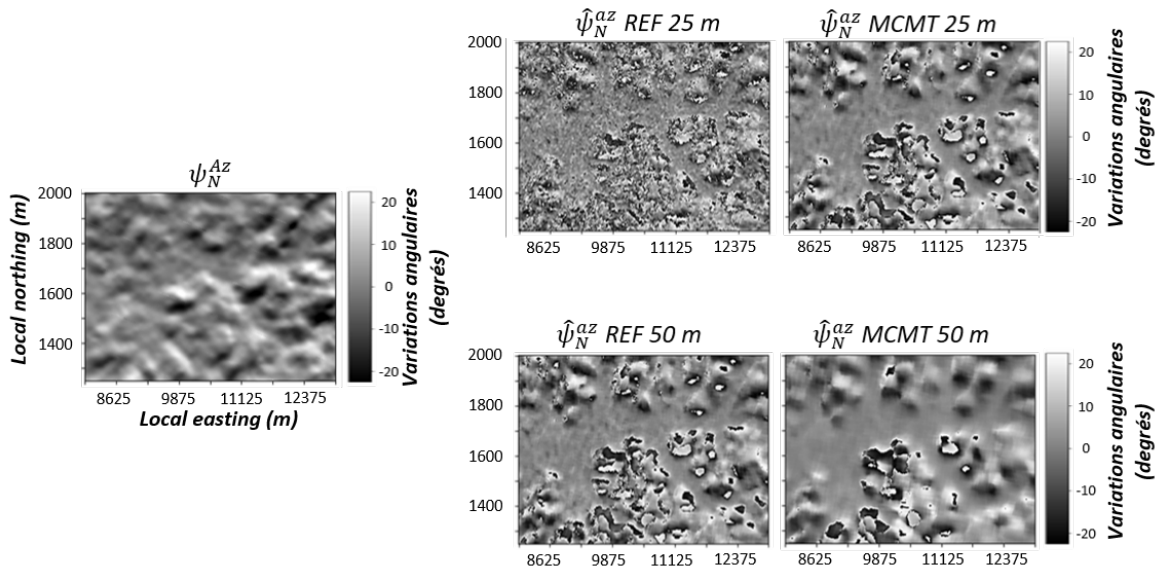 ψ̂_N^az REF 25 m
ψ̂_N^az MCMT 25 m
2000
1800
1600
1400
8625 9875 11125 12375
8625 9875 11125 12375
20
10
0
-10
-20
Variations angulaires
(degrés)
ψ_N^Az
2000
1800
1600
1400
Local northing (m)
8625 9875 11125 12375
Local easting (m)
20
10
0
-10
-20
Variations angulaires
(degrés)
ψ̂_N^az REF 50 m
ψ̂_N^az MCMT 50 m
2000
1800
1600
1400
8625 9875 11125 12375
8625 9875 11125 12375
20
10
0
-10
-20
Variations angulaires
(degrés)